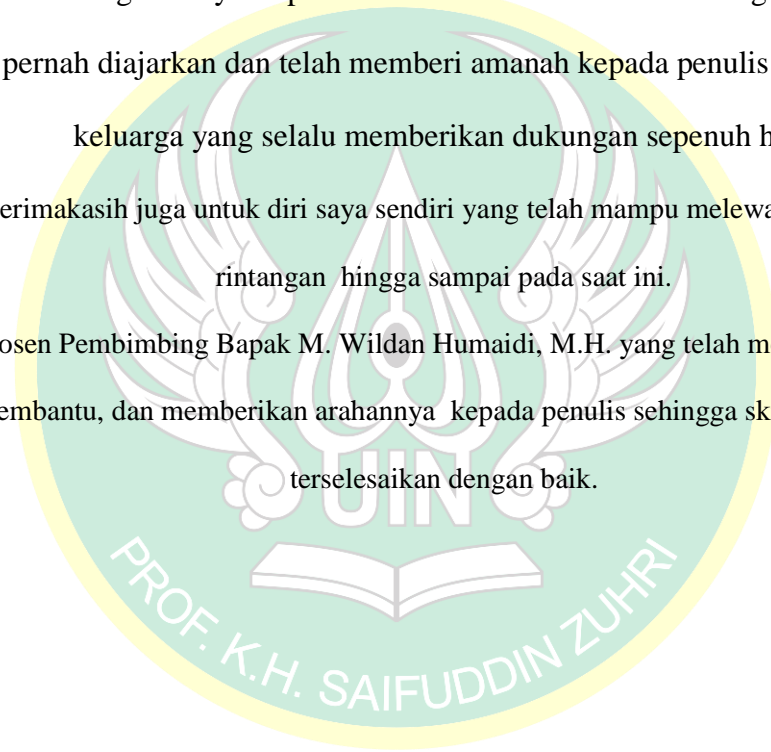 pernah diajarkan dan telah memberi amanah kepada penulis
keluarga yang selalu memberikan dukungan sepenuh h
erimakasih juga untuk diri saya sendiri yang telah mampu melewa
rintangan hingga sampai pada saat ini.
osen Pembimbing Bapak M. Wildan Humaidi, M.H. yang telah m
embantu, dan memberikan arahannya kepada penulis sehingga sk
terselesaikan dengan baik.
UIN
PROF. K.H. SAIFUDDIN ZUHRI